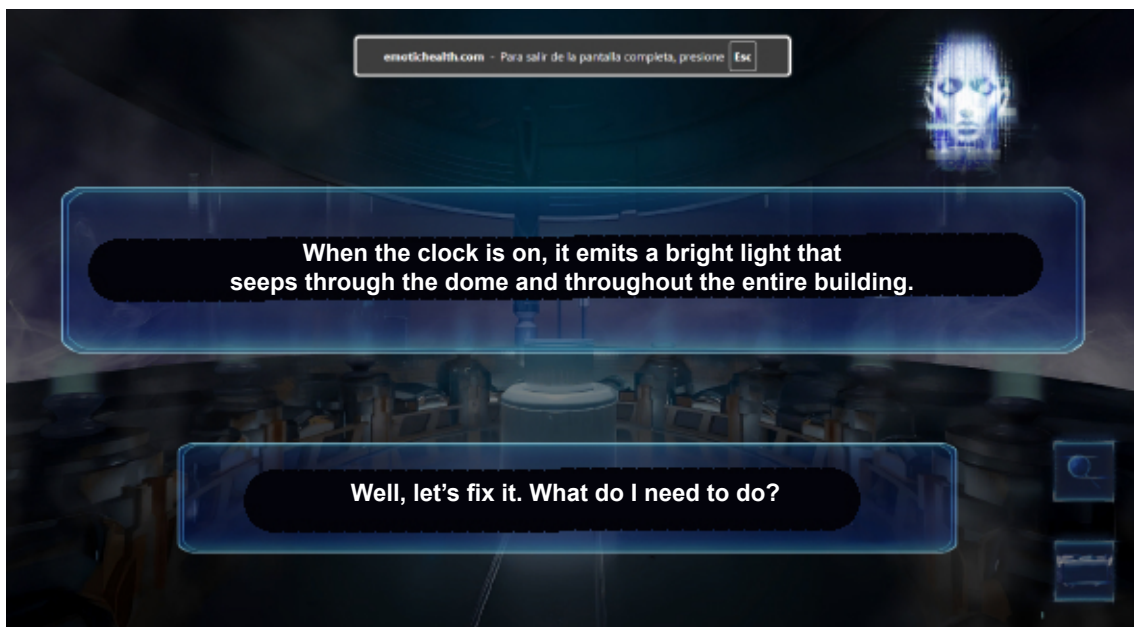 emotichealth.com - Para salir de la pantalla completa, presione Esc
When the clock is on, it emits a bright light that
seeps through the dome and throughout the entire building.
Well, let’s fix it. What do I need to do?